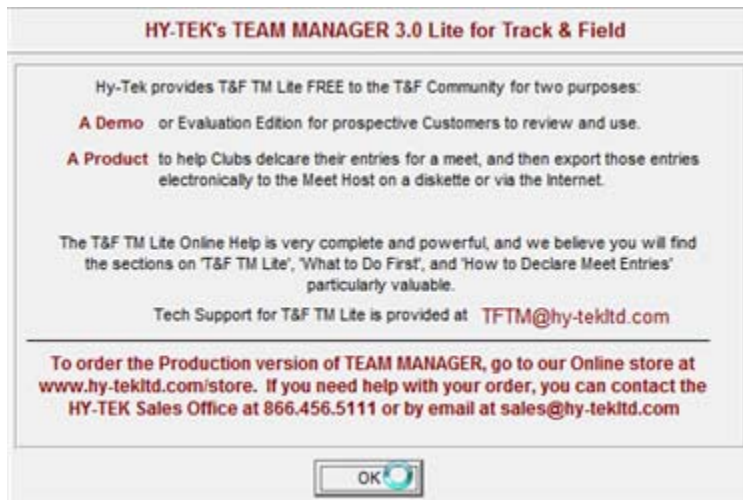 HY-TEK's TEAM MANAGER 3.0 Lite for Track & Field
Hy-Tek provides T&F TM Lite FREE to the T&F Community for two purposes:
A Demo or Evaluation Edition for prospective Customers to review and use.
A Product to help Clubs delcare their entries for a meet, and then export those entries
electronically to the Meet Host on a diskette or via the Internet.
The T&F TM Lite Online Help is very complete and powerful, and we believe you will find
the sections on 'T&F TM Lite', 'What to Do First', and 'How to Declare Meet Entries'
particularly valuable.
Tech Support for T&F TM Lite is provided at TFTM@hy-tekltd.com
To order the Production version of TEAM MANAGER, go to our Online store at
www.hy-tekltd.com/store. If you need help with your order, you can contact the
HY-TEK Sales Office at 866.456.5111 or by email at sales@hy-tekltd.com
OK